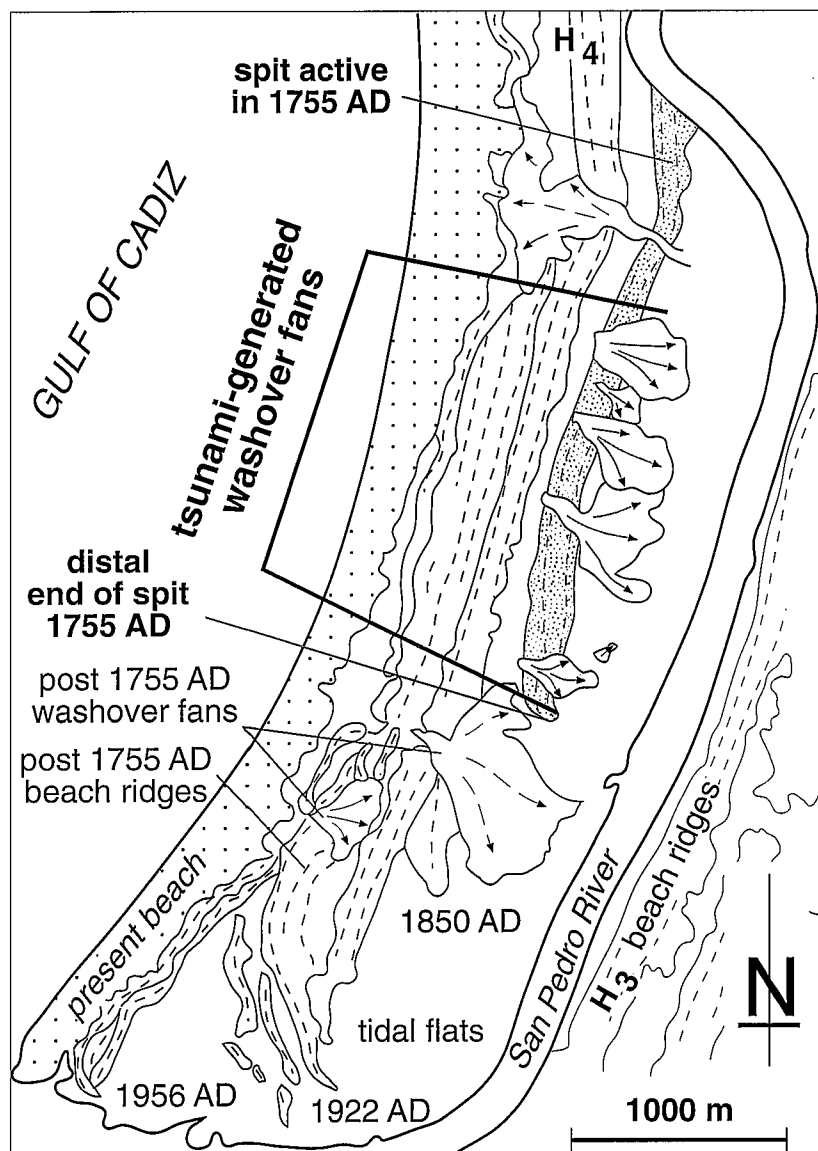 H4
spit active
in 1755 AD
GULF OF CADIZ
tsunami-generated
washover fans
distal
end of spit
1755 AD
post 1755 AD
washover fans
post 1755 AD
beach ridges
present beach
1850 AD
San Pedro River
H3 beach ridges
N
tidal flats
1956 AD
1922 AD
1000 m